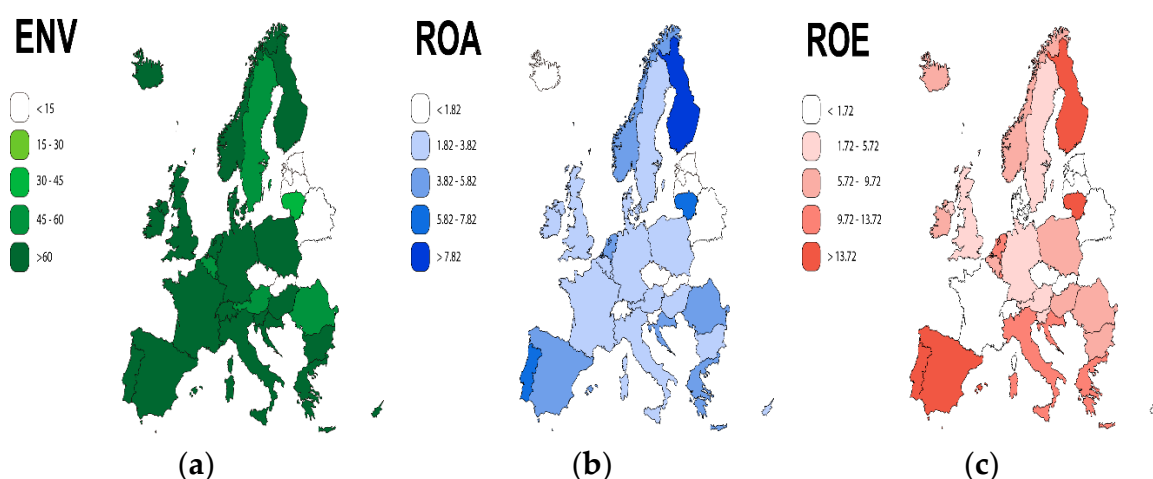 ENV
< 15
15 - 30
30 - 45
45 - 60
>60
(a)
ROA
< 1.82
1.82 - 3.82
3.82 - 5.82
5.82 - 7.82
> 7.82
(b)
ROE
< 1.72
1.72 - 5.72
5.72 - 9.72
9.72 - 13.72
> 13.72
(c)